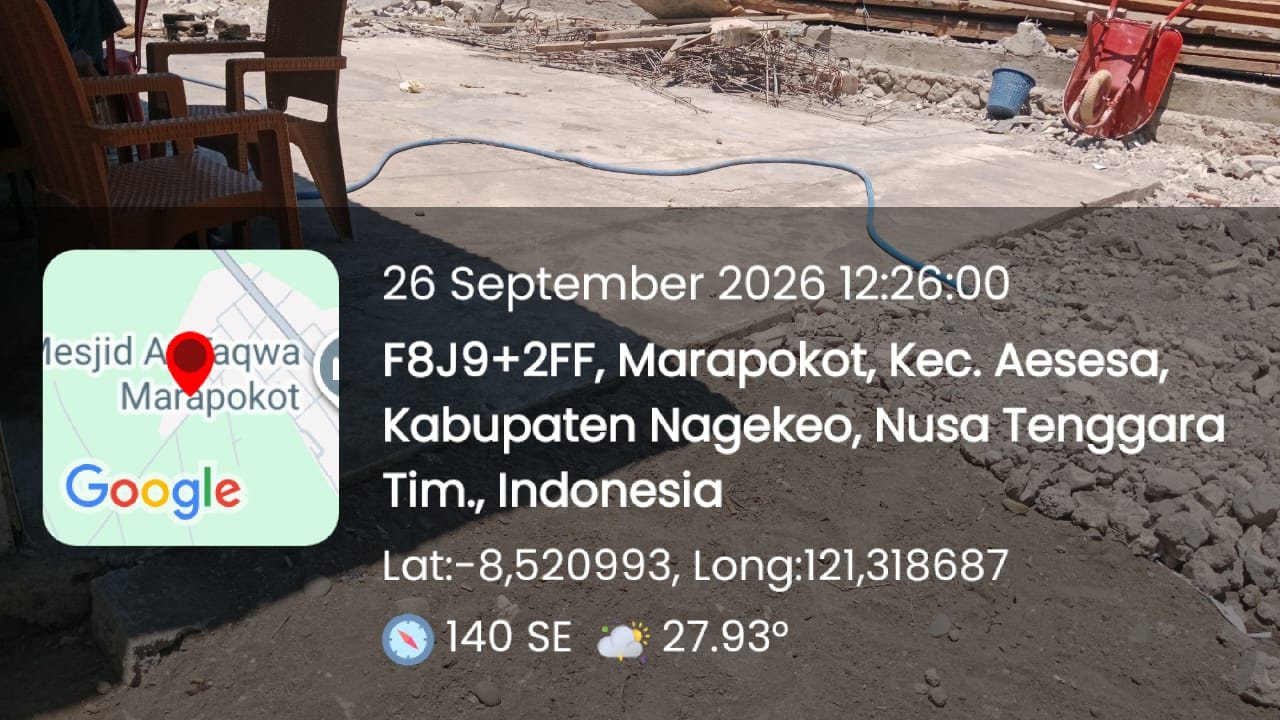 26 September 2026 12:26:00
F8J9+2FF, Marapokot, Kec. Aesesa,
Kabupaten Nagekeo, Nusa Tenggara
Tim., Indonesia
Lat:-8,520993, Long:121,318687
140 SE 27.93°
Mesjid A Taqwa
Marapokot
Google